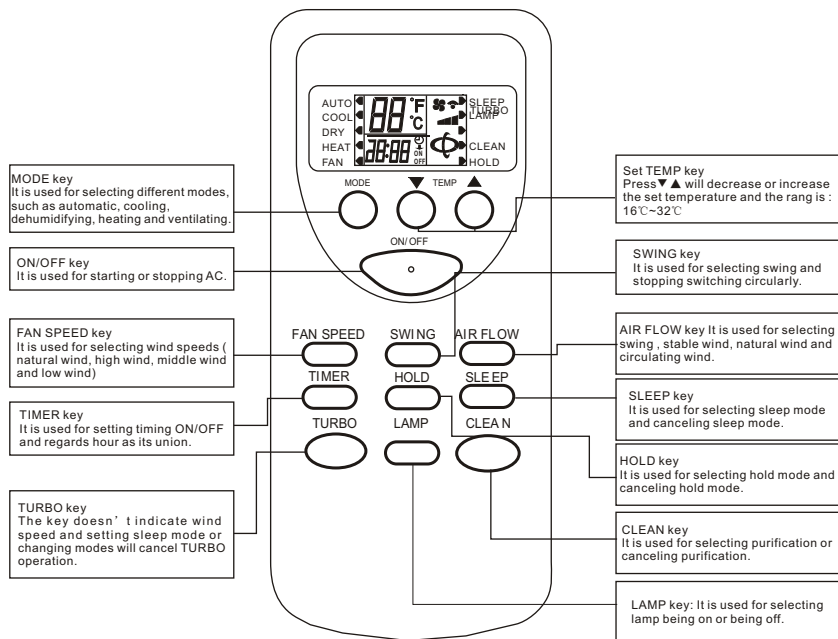 AUTO
COOL
DRY
HEAT
FAN
88 °F
°C
28:88
ON
OFF
SLEEP
TURBO
LAMP
CLEAN
HOLD
MODE
▼ TEMP ▲
ON/OFF
FAN SPEED SWING AIR FLOW
TIMER HOLD SLEEP
TURBO LAMP CLEAN
MODE key
It is used for selecting different modes,
such as automatic, cooling,
dehumidifying, heating and ventilating.
ON/OFF key
It is used for starting or stopping AC.
FAN SPEED key
It is used for selecting wind speeds (
natural wind, high wind, middle wind
and low wind)
TIMER key
It is used for setting timing ON/OFF
and regards hour as its union.
TURBO key
The key doesn't indicate wind
speed and setting sleep mode or
changing modes will cancel TURBO
operation.
Set TEMP key
Press▼ ▲ will decrease or increase
the set temperature and the rang is :
16℃~32℃
SWING key
It is used for selecting swing and
stopping switching circularly.
AIR FLOW key It is used for selecting
swing , stable wind, natural wind and
circulating wind.
SLEEP key
It is used for selecting sleep mode
and canceling sleep mode.
HOLD key
It is used for selecting hold mode and
canceling hold mode.
CLEAN key
It is used for selecting purification or
canceling purification.
LAMP key: It is used for selecting
lamp being on or being off.